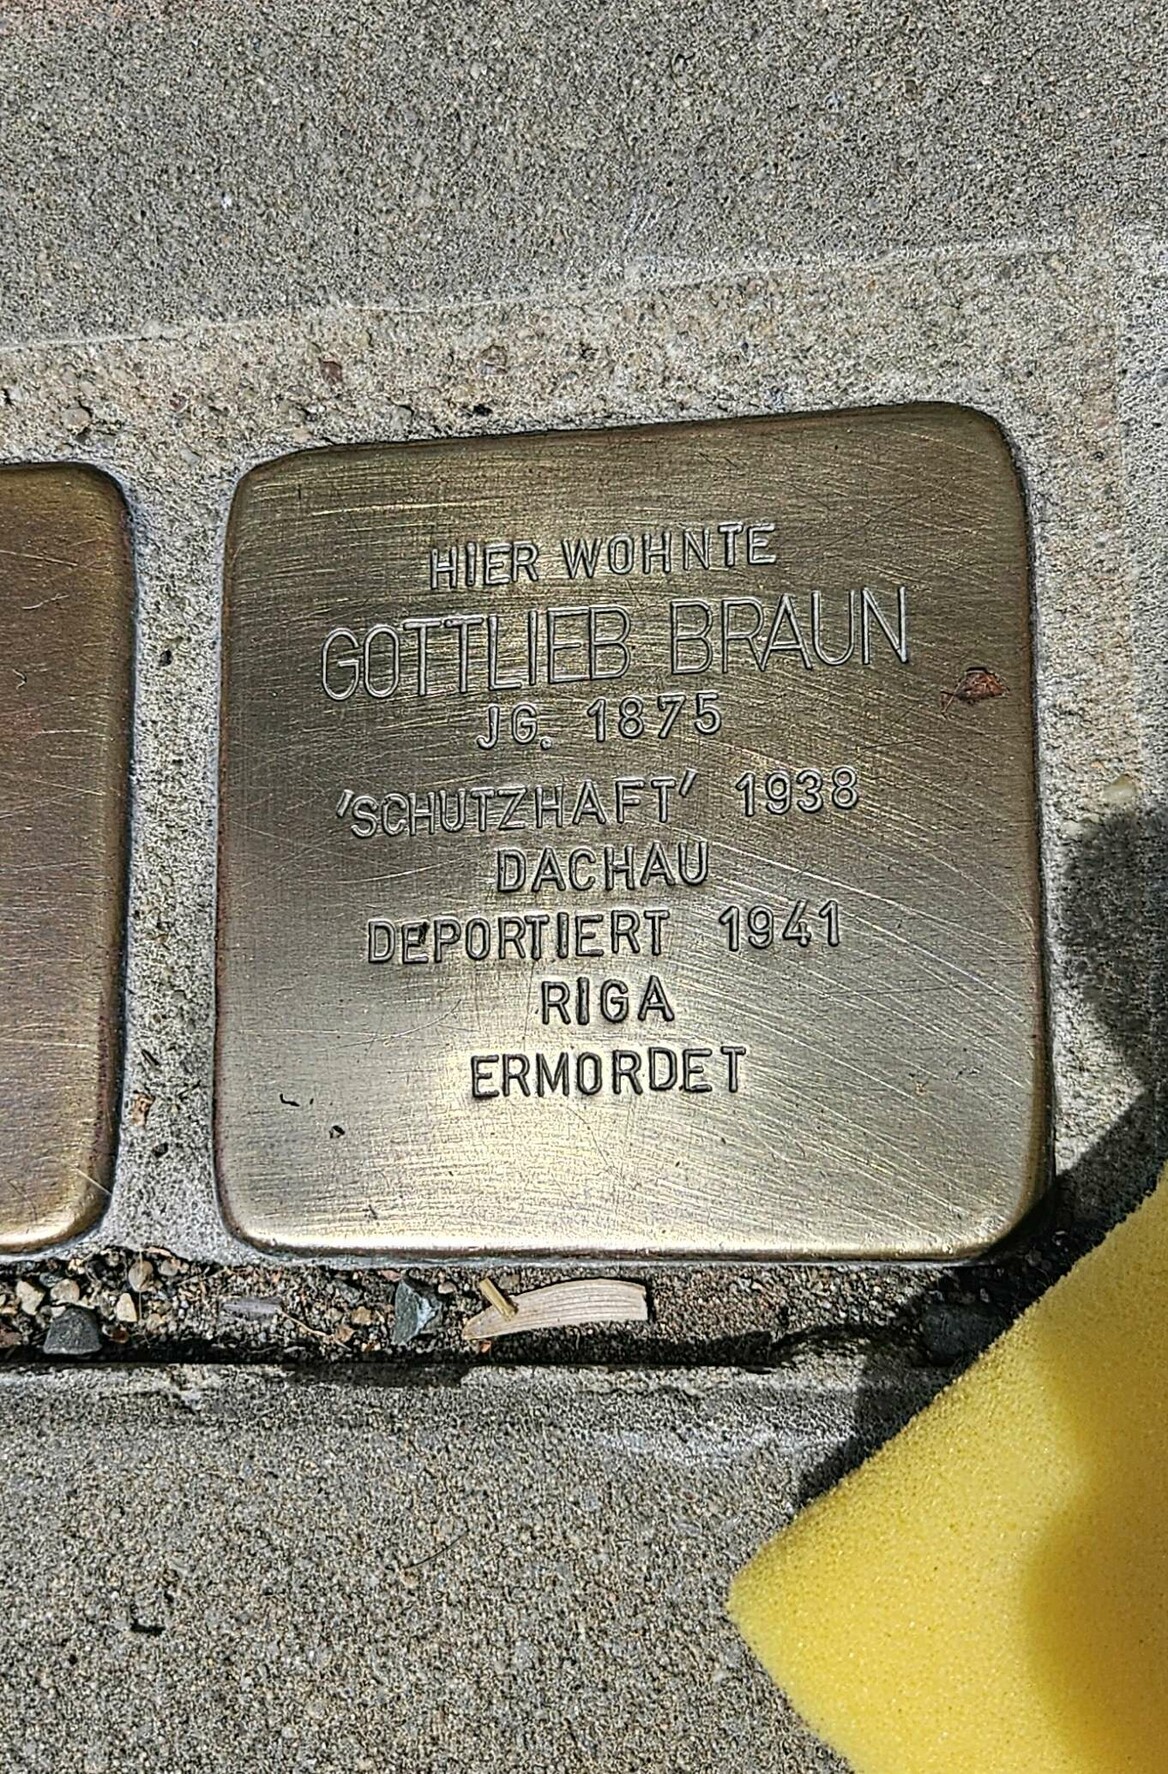 HIER WOHNTE
GOTTLIEB BRAUN
JG. 1875
'SCHUTZHAFT' 1938
DACHAU
DEPORTIERT 1941
RIGA
ERMORDET